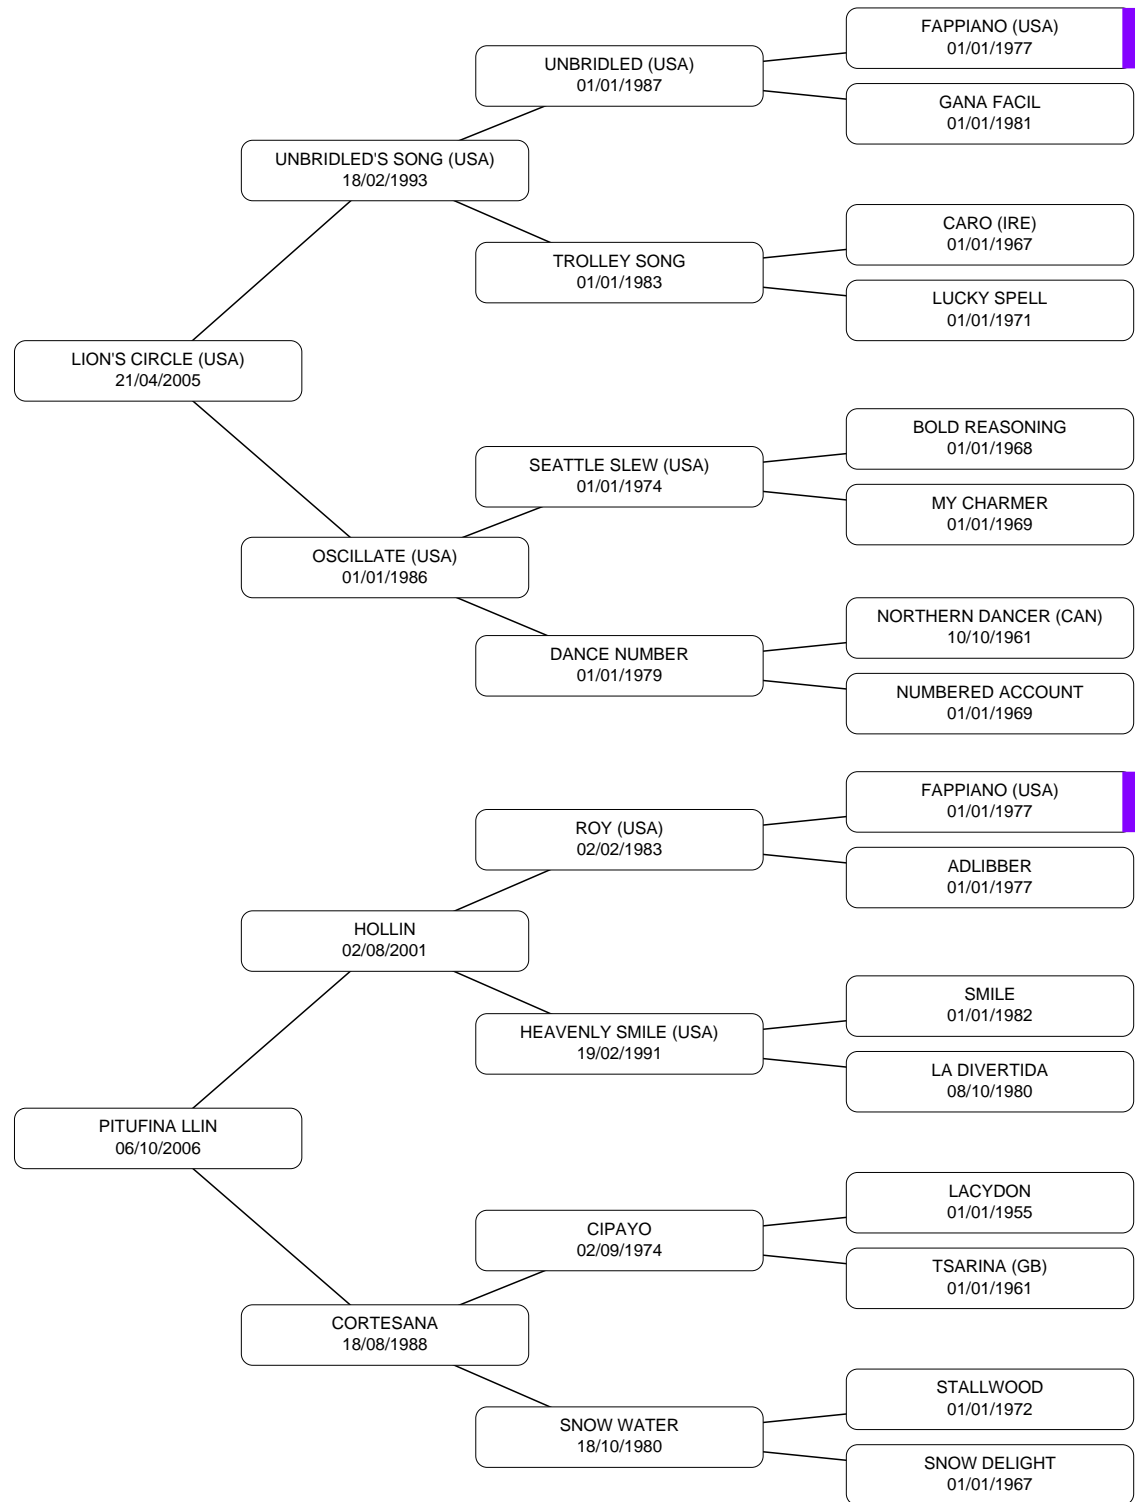 FAPPIANO (USA)
01/01/1977
UNBRIDLED (USA)
01/01/1987
GANA FACIL
01/01/1981
UNBRIDLED'S SONG (USA)
18/02/1993
CARO (IRE)
01/01/1967
TROLLEY SONG
01/01/1983
LUCKY SPELL
01/01/1971
LION'S CIRCLE (USA)
21/04/2005
BOLD REASONING
01/01/1968
SEATTLE SLEW (USA)
01/01/1974
MY CHARMER
01/01/1969
OSCILLATE (USA)
01/01/1986
NORTHERN DANCER (CAN)
10/10/1961
DANCE NUMBER
01/01/1979
NUMBERED ACCOUNT
01/01/1969
FAPPIANO (USA)
01/01/1977
ROY (USA)
02/02/1983
ADLIBBER
01/01/1977
HOLLIN
02/08/2001
SMILE
01/01/1982
HEAVENLY SMILE (USA)
19/02/1991
LA DIVERTIDA
08/10/1980
PITUFINA LLIN
06/10/2006
LACYDON
01/01/1955
CIPAYO
02/09/1974
TSARINA (GB)
01/01/1961
CORTESANA
18/08/1988
STALLWOOD
01/01/1972
SNOW WATER
18/10/1980
SNOW DELIGHT
01/01/1967